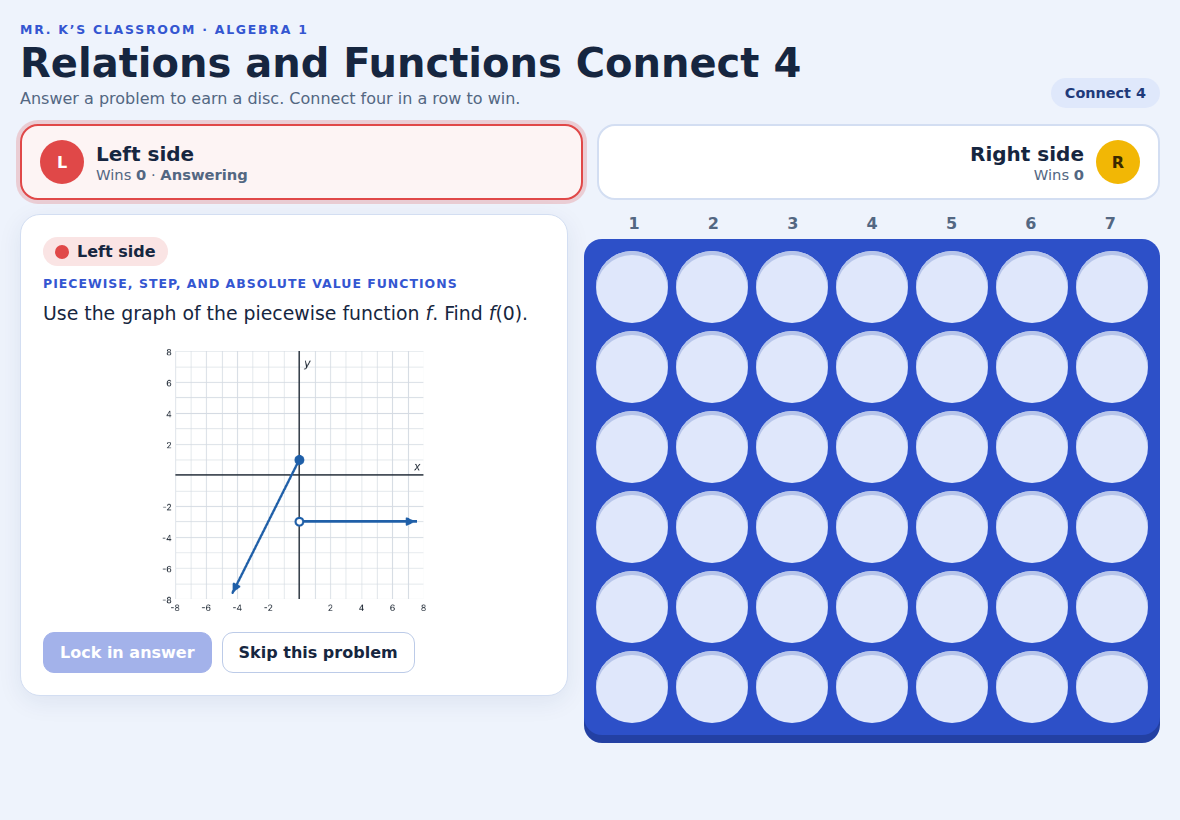 MR. K'S CLASSROOM · ALGEBRA 1
Relations and Functions Connect 4
Answer a problem to earn a disc. Connect four in a row to win.
Connect 4
L
Left side
Wins 0 · Answering
Right side
Wins 0
R
Left side
PIECEWISE, STEP, AND ABSOLUTE VALUE FUNCTIONS
Use the graph of the piecewise function f. Find f(0).
8
6
4
2
-2
-4
-6
-8
y
x
-8 -6 -4 -2 2 4 6 8
Lock in answer
Skip this problem
1 2 3 4 5 6 7